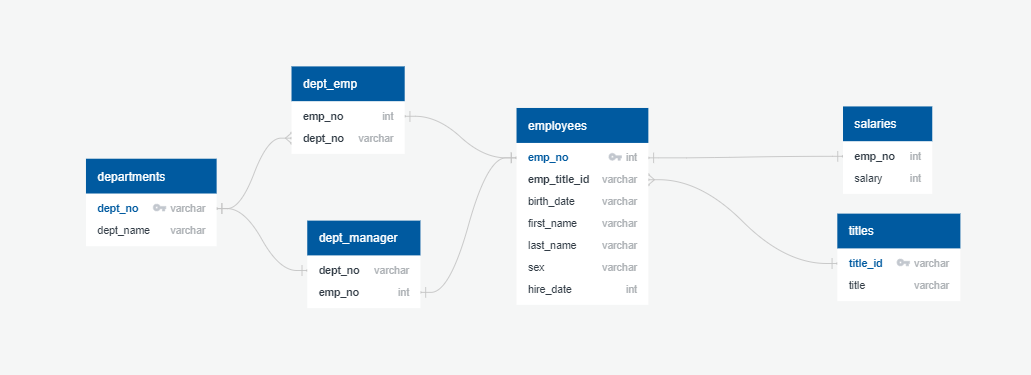 dept_emp
emp_no int
dept_no varchar
departments
dept_no varchar
dept_name varchar
dept_manager
dept_no varchar
emp_no int
employees
emp_no int
emp_title_id varchar
birth_date varchar
first_name varchar
last_name varchar
sex varchar
hire_date int
salaries
emp_no int
salary int
titles
title_id varchar
title varchar